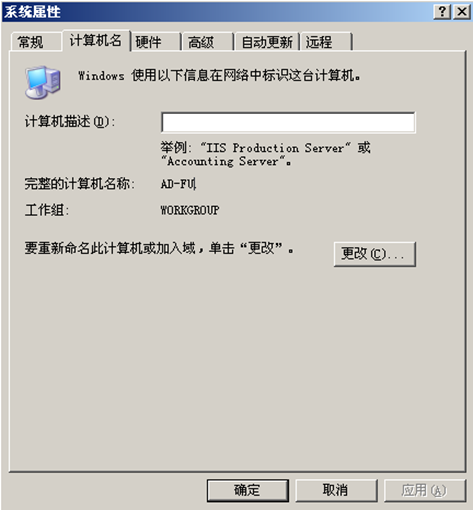 系统属性
常规 计算机名 硬件 高级 自动更新 远程
Windows 使用以下信息在网络中标识这台计算机。
计算机描述(D):
举例: "IIS Production Server" 或
"Accounting Server"。
完整的计算机名称: AD-FU
工作组: WORKGROUP
要重新命名此计算机或加入域，单击“更改”。 更改(C)...
确定 取消 应用(A)